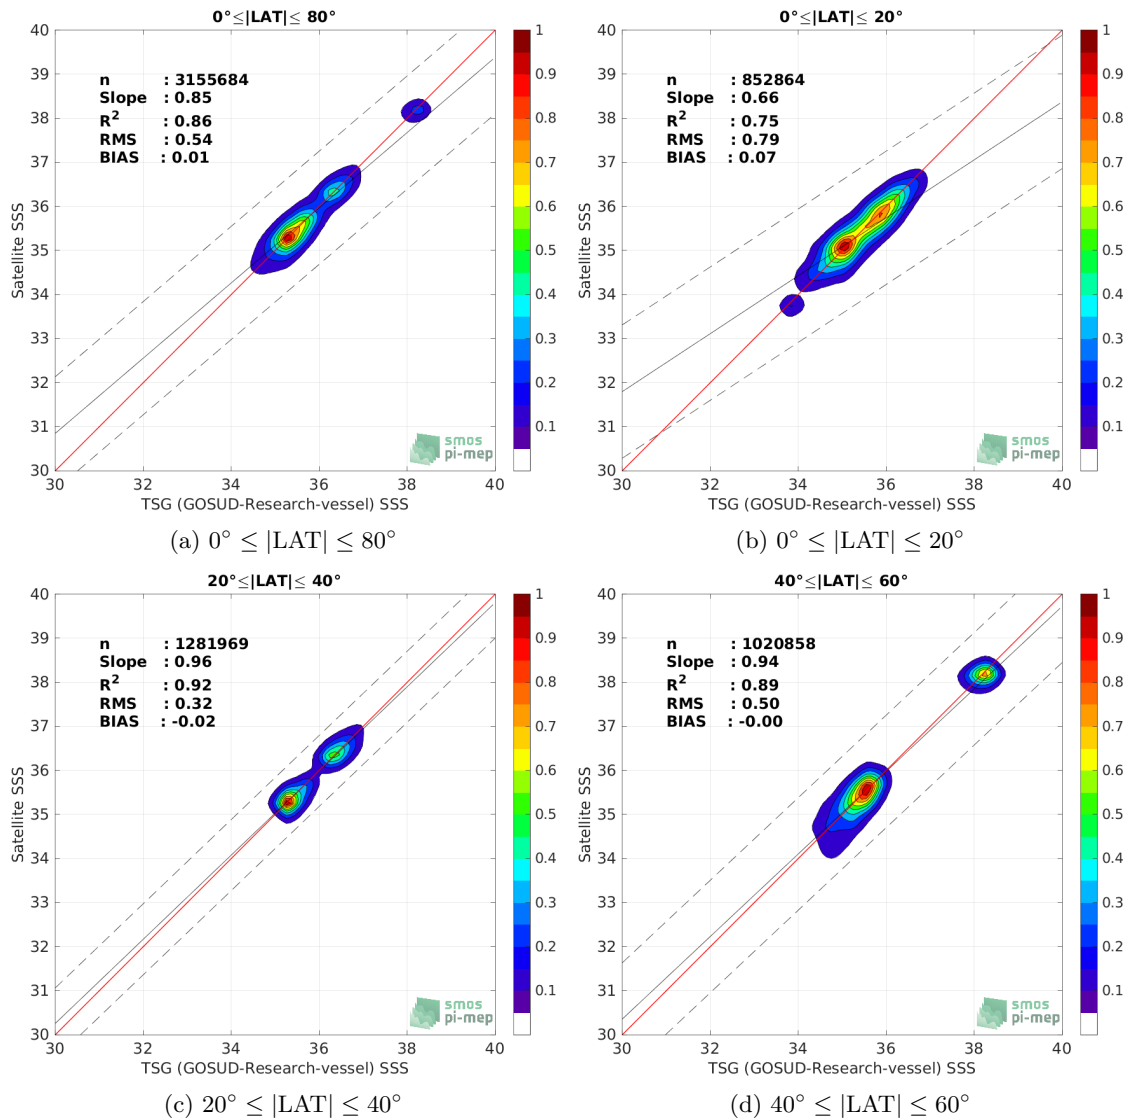 0°≤|LAT|≤ 80°
40
39
38
37
36
35
34
33
32
31
30
Satellite SSS
n : 3155684
Slope : 0.85
R² : 0.86
RMS : 0.54
BIAS : 0.01
smos
pi-mep
30 32 34 36 38 40
TSG (GOSUD-Research-vessel) SSS
1
0.9
0.8
0.7
0.6
0.5
0.4
0.3
0.2
0.1
(a) 0° ≤ |LAT| ≤ 80°
0°≤|LAT|≤ 20°
40
39
38
37
36
35
34
33
32
31
30
Satellite SSS
n : 852864
Slope : 0.66
R² : 0.75
RMS : 0.79
BIAS : 0.07
smos
pi-mep
30 32 34 36 38 40
TSG (GOSUD-Research-vessel) SSS
1
0.9
0.8
0.7
0.6
0.5
0.4
0.3
0.2
0.1
(b) 0° ≤ |LAT| ≤ 20°
20°≤|LAT|≤ 40°
40
39
38
37
36
35
34
33
32
31
30
Satellite SSS
n : 1281969
Slope : 0.96
R² : 0.92
RMS : 0.32
BIAS : -0.02
smos
pi-mep
30 32 34 36 38 40
TSG (GOSUD-Research-vessel) SSS
1
0.9
0.8
0.7
0.6
0.5
0.4
0.3
0.2
0.1
(c) 20° ≤ |LAT| ≤ 40°
40°≤|LAT|≤ 60°
40
39
38
37
36
35
34
33
32
31
30
Satellite SSS
n : 1020858
Slope : 0.94
R² : 0.89
RMS : 0.50
BIAS : -0.00
smos
pi-mep
30 32 34 36 38 40
TSG (GOSUD-Research-vessel) SSS
1
0.9
0.8
0.7
0.6
0.5
0.4
0.3
0.2
0.1
(d) 40° ≤ |LAT| ≤ 60°